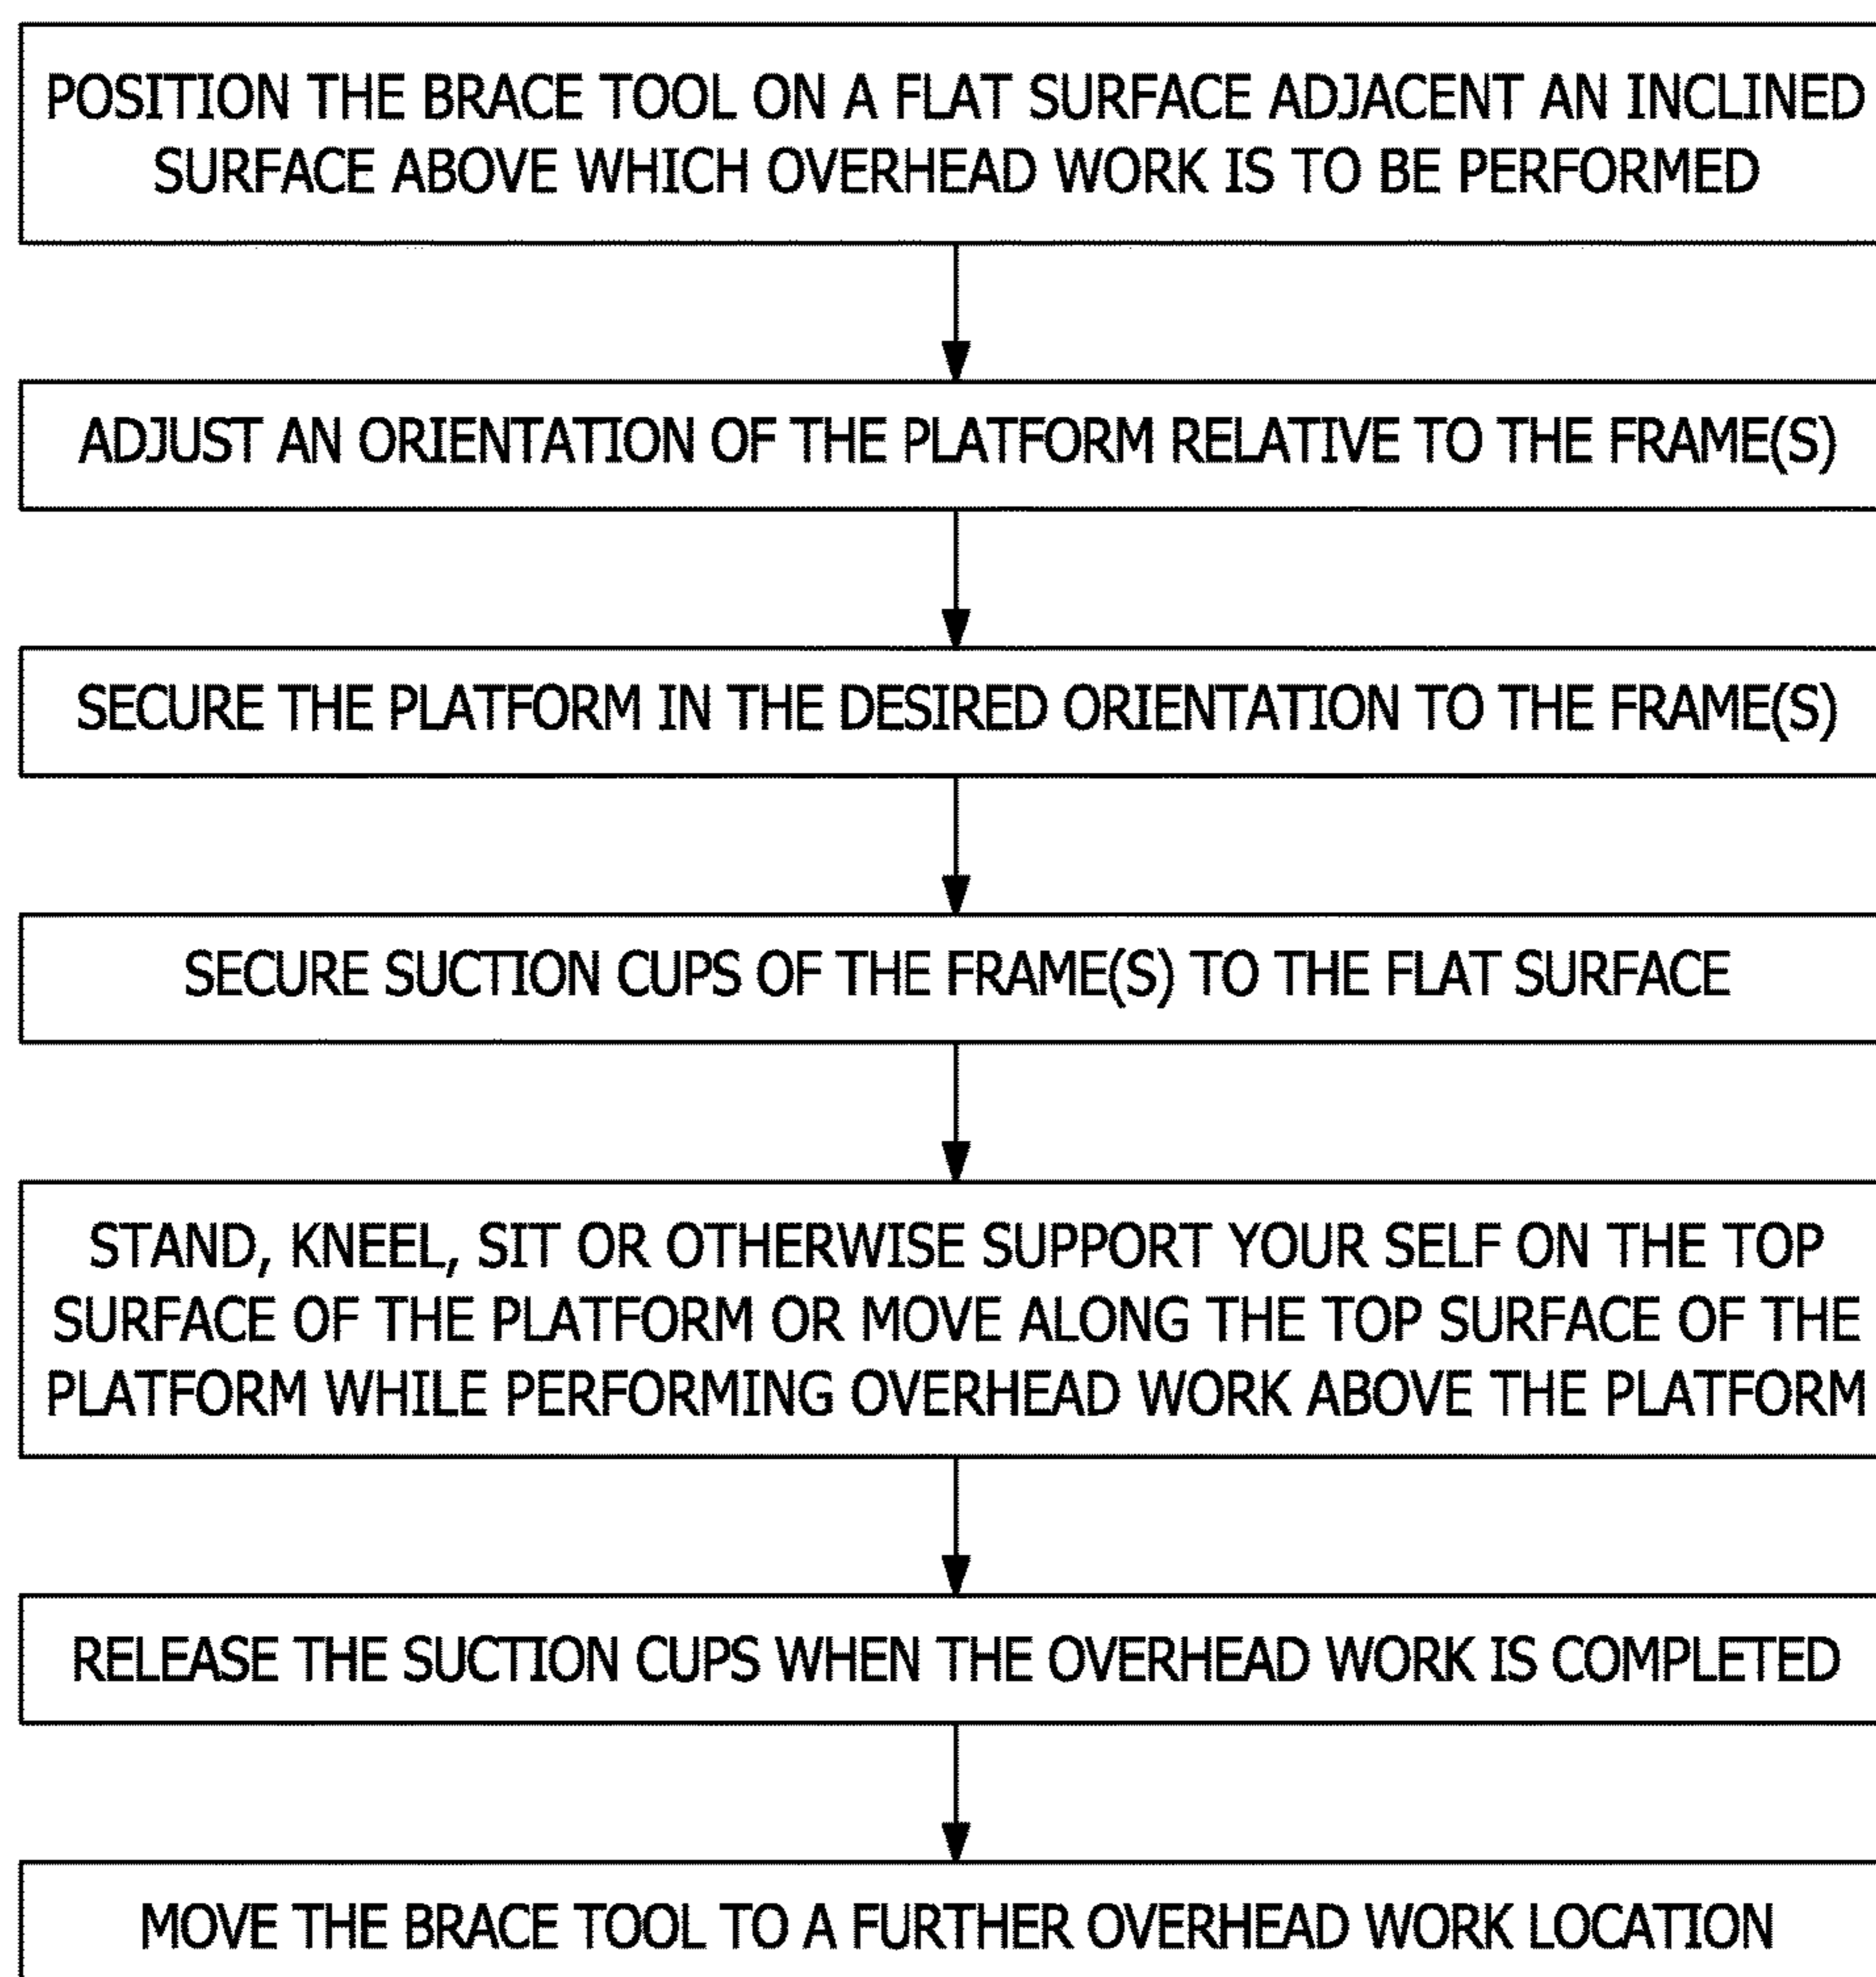 POSITION THE BRACE TOOL ON A FLAT SURFACE ADJACENT AN INCLINED
SURFACE ABOVE WHICH OVERHEAD WORK IS TO BE PERFORMED
ADJUST AN ORIENTATION OF THE PLATFORM RELATIVE TO THE FRAME(S)
SECURE THE PLATFORM IN THE DESIRED ORIENTATION TO THE FRAME(S)
SECURE SUCTION CUPS OF THE FRAME(S) TO THE FLAT SURFACE
STAND, KNEEL, SIT OR OTHERWISE SUPPORT YOUR SELF ON THE TOP
SURFACE OF THE PLATFORM OR MOVE ALONG THE TOP SURFACE OF THE
PLATFORM WHILE PERFORMING OVERHEAD WORK ABOVE THE PLATFORM
RELEASE THE SUCTION CUPS WHEN THE OVERHEAD WORK IS COMPLETED
MOVE THE BRACE TOOL TO A FURTHER OVERHEAD WORK LOCATION